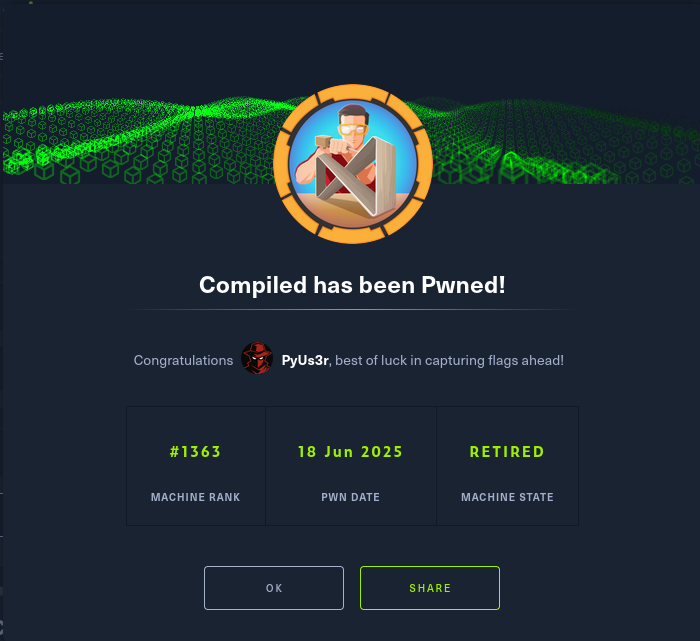 Compiled has been Pwned!
Congratulations PyUs3r, best of luck in capturing flags ahead!
#1363 18 Jun 2025 RETIRED
MACHINE RANK PWN DATE MACHINE STATE
OK SHARE